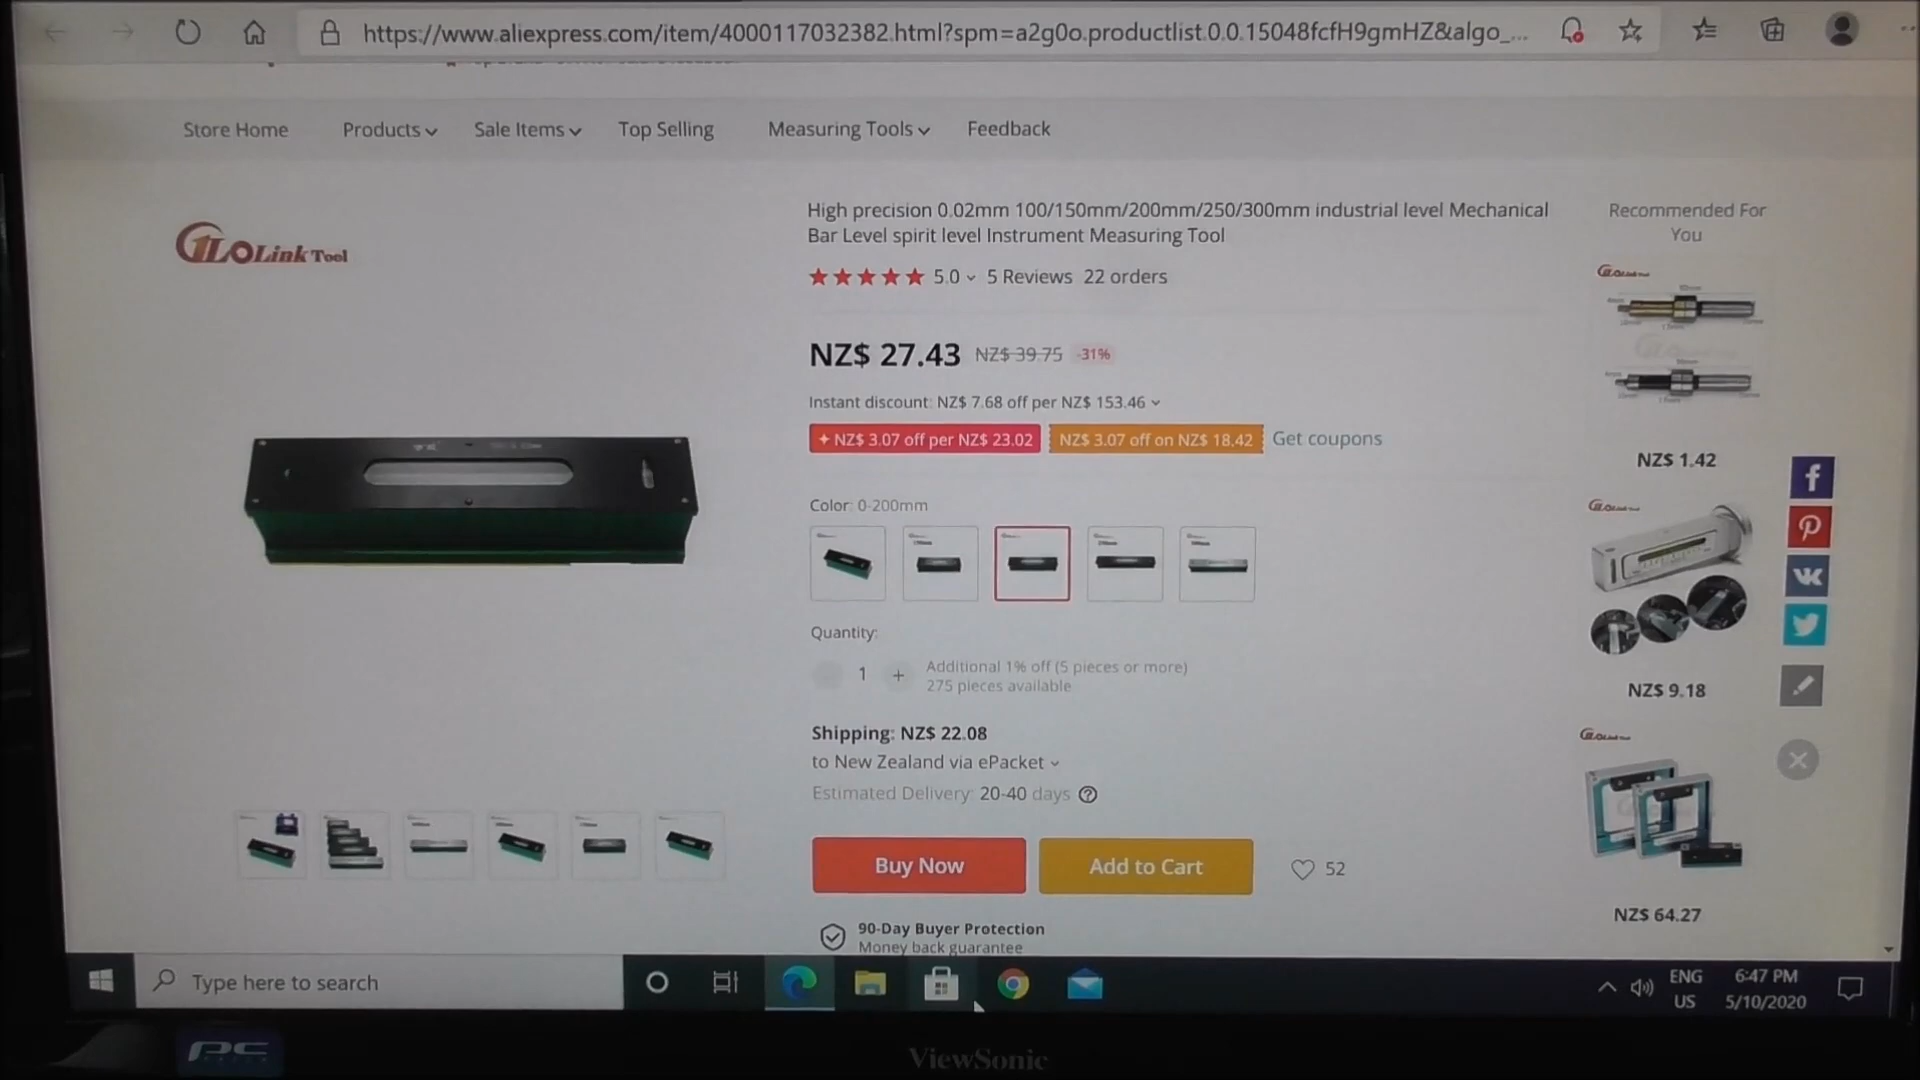 https://www.aliexpress.com/item/4000117032382.html?spm=a2g0o.productlist.0.0.15048fcfH9gmHZ&algo_...
Store Home
Products
Sale Items
Top Selling
Measuring Tools
Feedback
GLOLink Tool
High precision 0.02mm 100/150mm/200mm/250/300mm industrial level Mechanical
Bar Level spirit level Instrument Measuring Tool
5.0 5 Reviews 22 orders
NZ$ 27.43 NZ$ 39.75 -31%
Instant discount: NZ$ 7.68 off per NZ$ 153.46
NZ$ 3.07 off per NZ$ 23.02 NZ$ 3.07 off on NZ$ 18.42 Get coupons
Color: 0-200mm
Quantity:
1
Additional 1% off (5 pieces or more)
275 pieces available
Shipping: NZ$ 22.08
to New Zealand via ePacket
Estimated Delivery: 20-40 days
Buy Now
Add to Cart
52
90-Day Buyer Protection
Money back guarantee
Recommended For
You
NZ$ 1.42
NZ$ 9.18
NZ$ 64.27
Type here to search
ENG
US
6:47 PM
5/10/2020
PC
ViewSonic